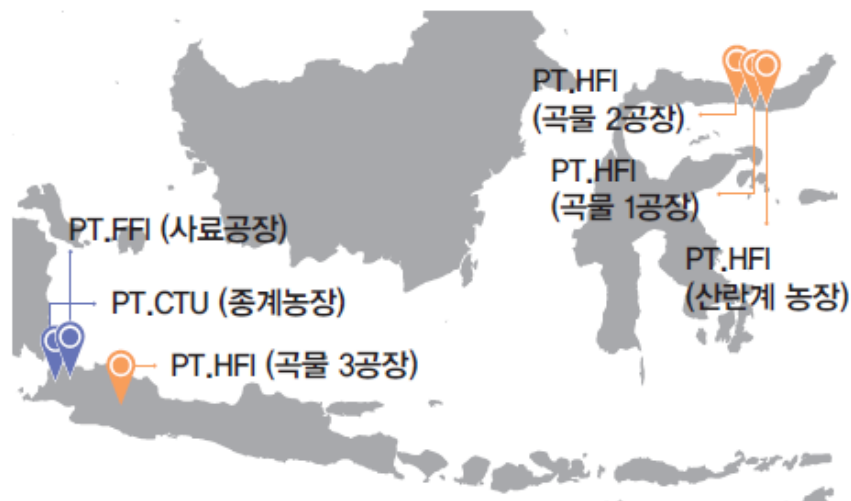 PT.HFI
(곡물 2공장)
PT.HFI
(곡물 1공장)
PT.HFI
(산란계 농장)
PT.FFI (사료공장)
PT.CTU (종계농장)
PT.HFI (곡물 3공장)